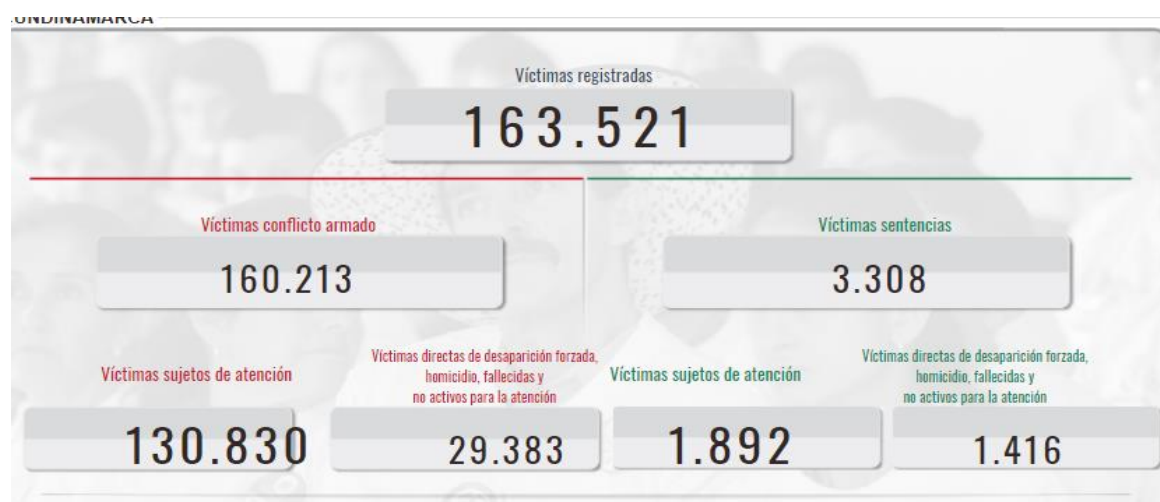 CUNDINAMARCA
Víctimas registradas
163.521
Víctimas conflicto armado
160.213
Víctimas sentencias
3.308
Víctimas sujetos de atención
130.830
Víctimas directas de desaparición forzada,
homicidio, fallecidas y
no activos para la atención
29.383
Víctimas sujetos de atención
1.892
Víctimas directas de desaparición forzada,
homicidio, fallecidas y
no activos para la atención
1.416